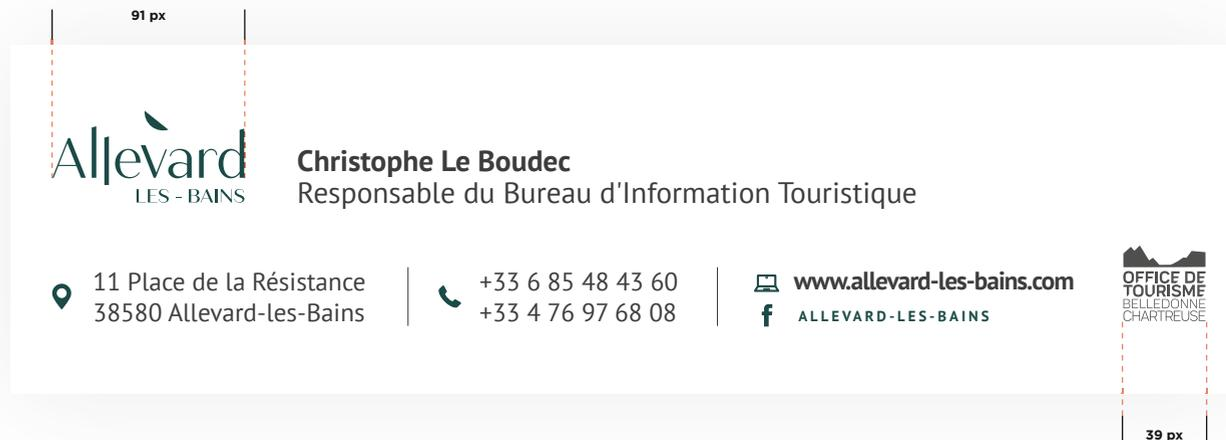 91 px
Allevard
LES - BAINS
Christophe Le Boudec
Responsable du Bureau d'Information Touristique
11 Place de la Résistance
38580 Allevard-les-Bains
+33 6 85 48 43 60
+33 4 76 97 68 08
www.allevard-les-bains.com
ALLEVARD-LES-BAINS
OFFICE DE
TOURISME
BELLEDONNE
CHARTREUSE
39 px